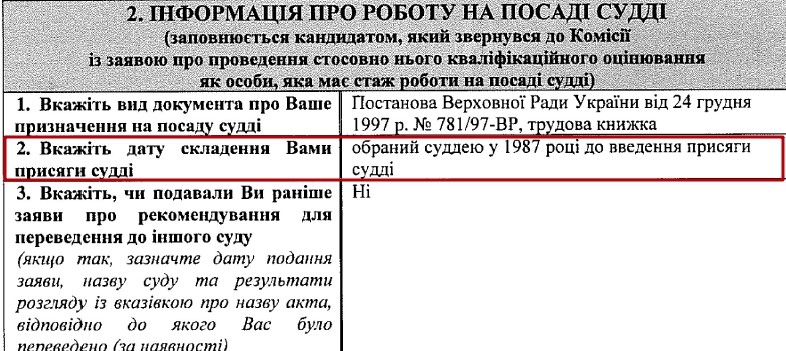 2. ІНФОРМАЦІЯ ПРО РОБОТУ НА ПОСАДІ СУДДІ
(заповнюється кандидатом, який звернувся до Комісії
із заявою про проведення стосовно нього кваліфікаційного оцінювання
як особи, яка має стаж роботи на посаді судді)
1. Вкажіть вид документа про Ваше
призначення на посаду судді
Постанова Верховної Ради України від 24 грудня
1997 р. № 781/97-ВР, трудова книжка
2. Вкажіть дату складення Вами
присяги судді
обраний суддею у 1987 році до введення присяги
судді
3. Вкажіть, чи подавали Ви раніше
заяви про рекомендування для
переведення до іншого суду
(якщо так, зазначте дату подання
заяви, назву суду та результати
розгляду із вказівкою про назву акта,
відповідно до якого Вас було
переведено (за наявності)
Ні